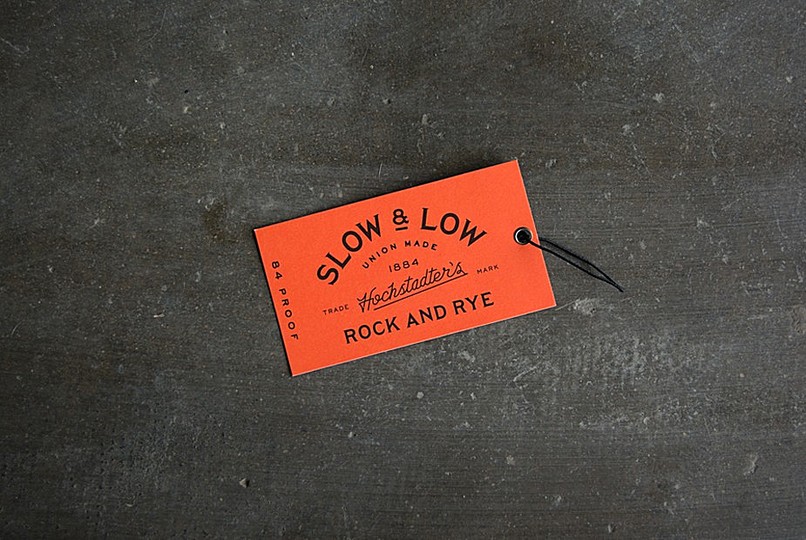 SLOW & LOW
UNION MADE
1884
TRADE Hochstadter's MARK
ROCK AND RYE
84 PROOF